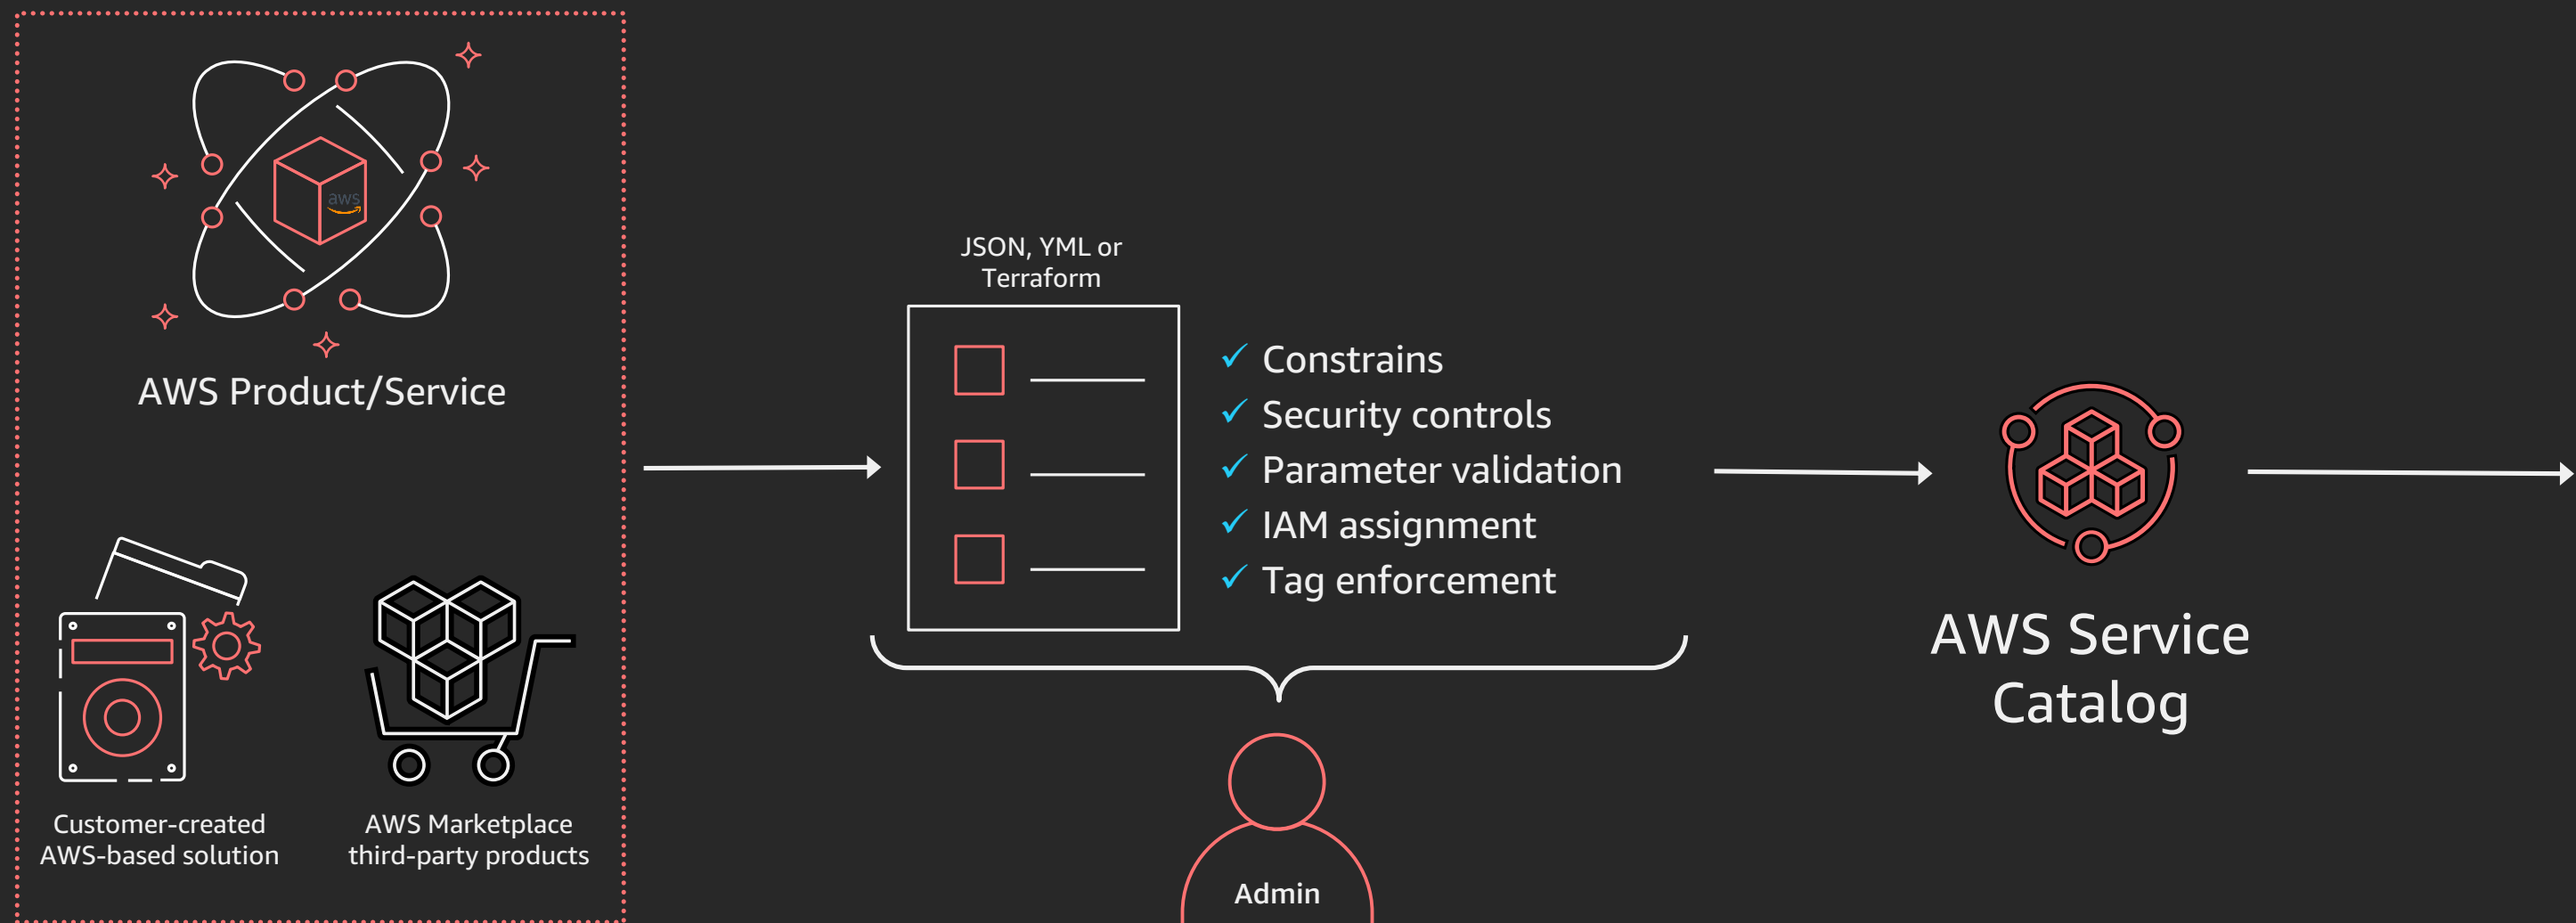 aws
AWS Product/Service
Customer-created
AWS-based solution
AWS Marketplace
third-party products
JSON, YML or
Terraform
✓ Constrains
✓ Security controls
✓ Parameter validation
✓ IAM assignment
✓ Tag enforcement
Admin
AWS Service
Catalog